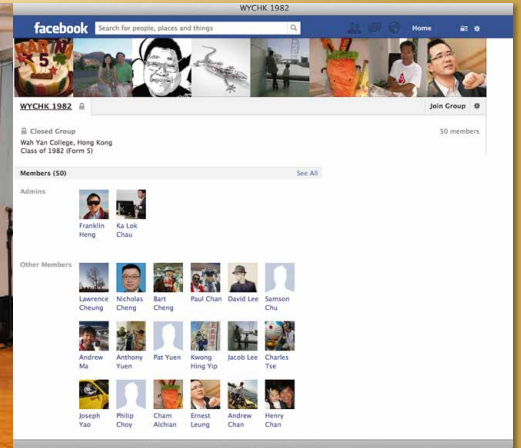 WYCHK 1982
facebook
Search for people, places and things
Home
WYCHK 1982
Join Group
Closed Group
50 members
Wah Yan College, Hong Kong
Class of 1982 (Form 5)
Members (50)
See All
Admins
Franklin Heng
Ka Lok Chau
Other Members
Lawrence Cheung
Nicholas Cheng
Bart Cheng
Paul Chan
David Lee
Samson Chu
Andrew Ma
Anthony Yuen
Pat Yuen
Kwong Hing Yip
Jacob Lee
Charles Tse
Joseph Yao
Philip Choy
Cham Alchian
Ernest Leung
Andrew Chan
Henry Chan